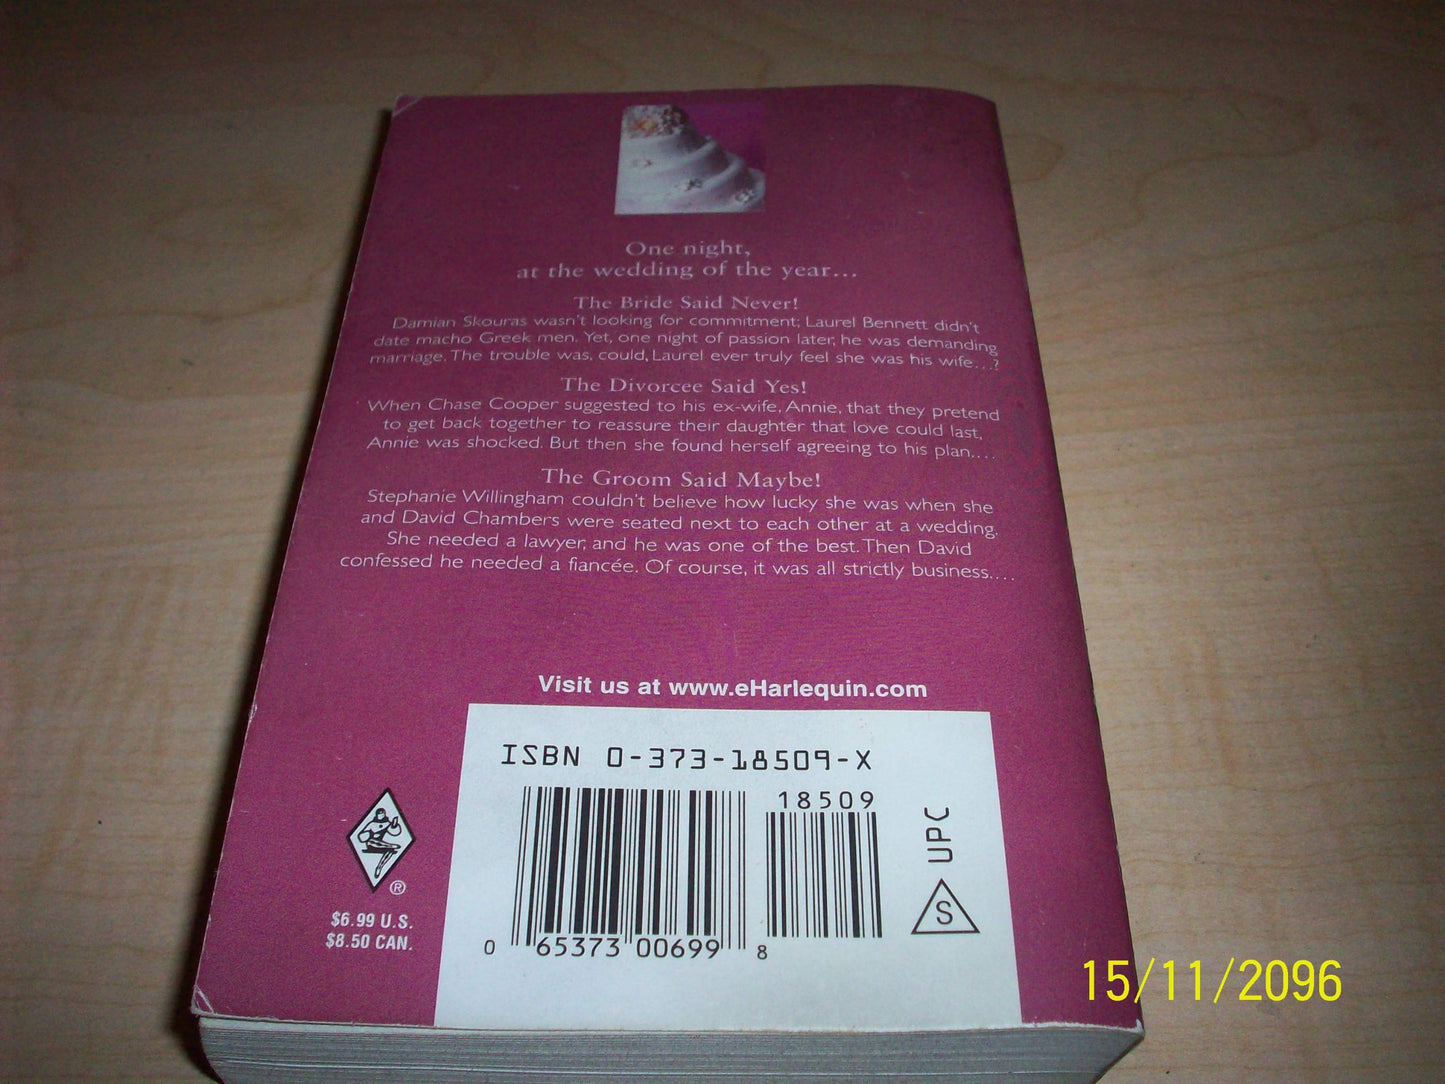 One night,
at the wedding of the year...
The Bride Said Never!
Damian Skouras wasn't looking for commitment; Laurel Bennett didn't
date macho Greek men. Yet, one night of passion later, he was demanding
marriage. The trouble was, could, Laurel ever truly feel she was his wife...?
The Divorcee Said Yes!
When Chase Cooper suggested to his ex-wife, Annie, that they pretend
to get back together to reassure their daughter that love could last,
Annie was shocked. But then she found herself agreeing to his plan....
The Groom Said Maybe!
Stephanie Willingham couldn't believe how lucky she was when she
and David Chambers were seated next to each other at a wedding.
She needed a lawyer, and he was one of the best. Then David
confessed he needed a fiancée. Of course, it was all strictly business....
Visit us at www.eHarlequin.com
ISBN 0-373-18509-X
18509
UPC
S
®
$6.99 U.S.
$8.50 CAN.
0 65373 00699 8
15/11/2096